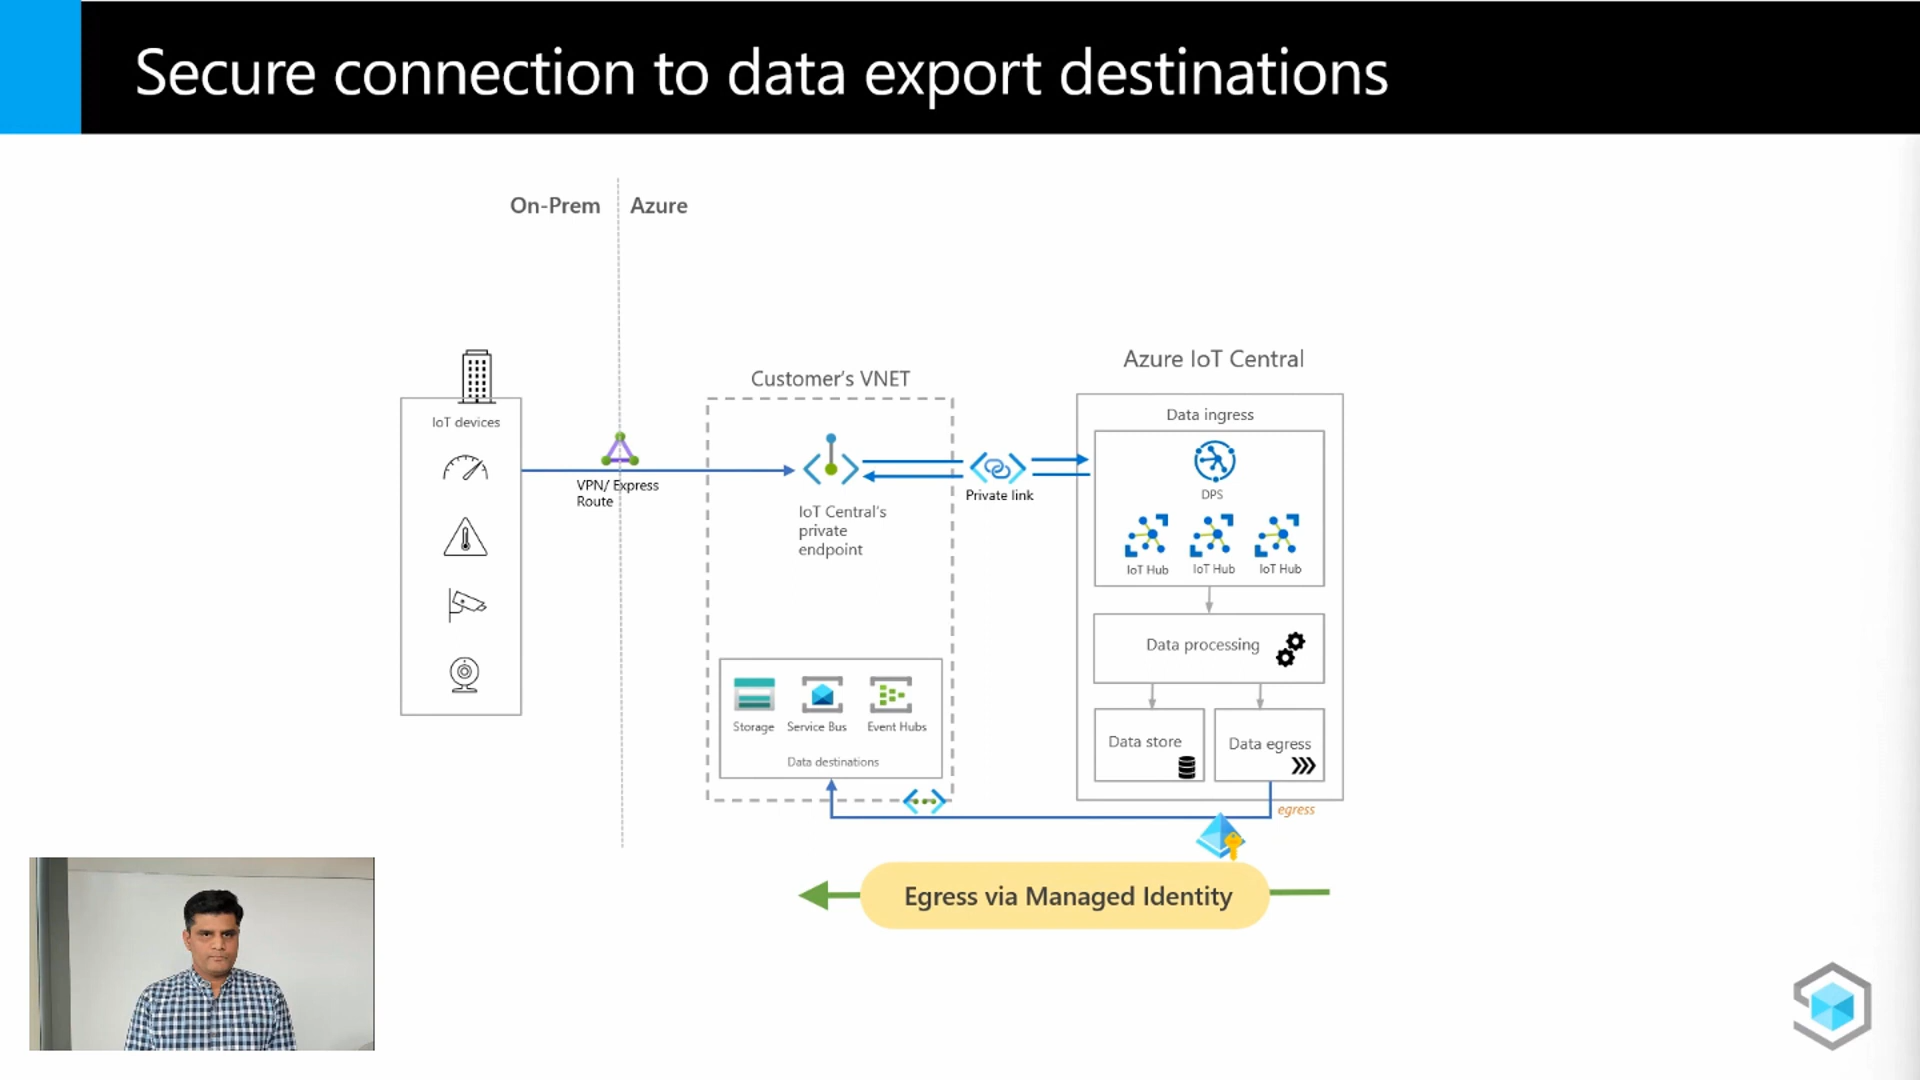 Secure connection to data export destinations
On-Prem
Azure
IoT devices
VPN/ Express
Route
Customer's VNET
IoT Central's
private
endpoint
Private link
Storage
Service Bus
Event Hubs
Data destinations
Azure IoT Central
Data ingress
DPS
IoT Hub
IoT Hub
IoT Hub
Data processing
Data store
Data egress
egress
Egress via Managed Identity